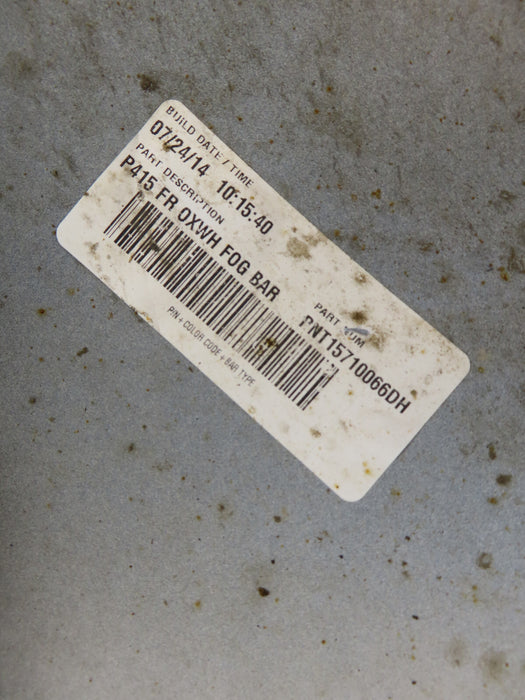 BUILD DATE / TIME
07/24/14 10:15:40
PART DESCRIPTION
P415 FR OXWH FOG BAR
PART NUM
PNT15710066DH
P/N + COLOR CODE + BAR TYPE